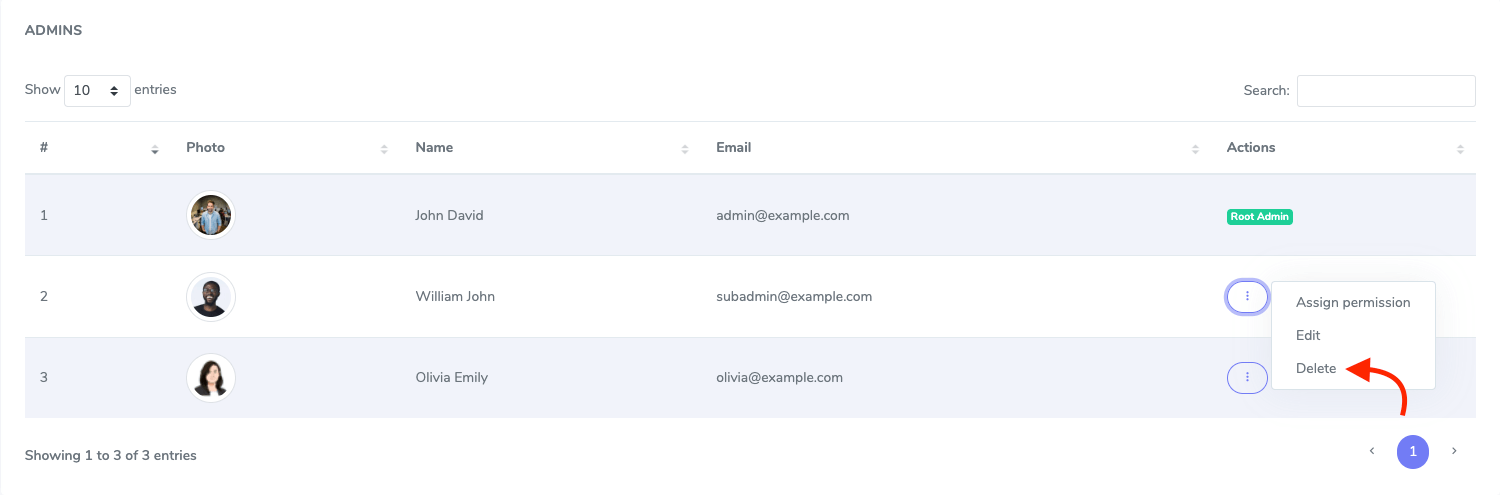 ADMINS
Show 10 entries
Search:
# Photo Name Email Actions
1 John David admin@example.com Root Admin
2 William John subadmin@example.com
Assign permission
Edit
Delete
3 Olivia Emily olivia@example.com
Showing 1 to 3 of 3 entries
‹ 1 ›